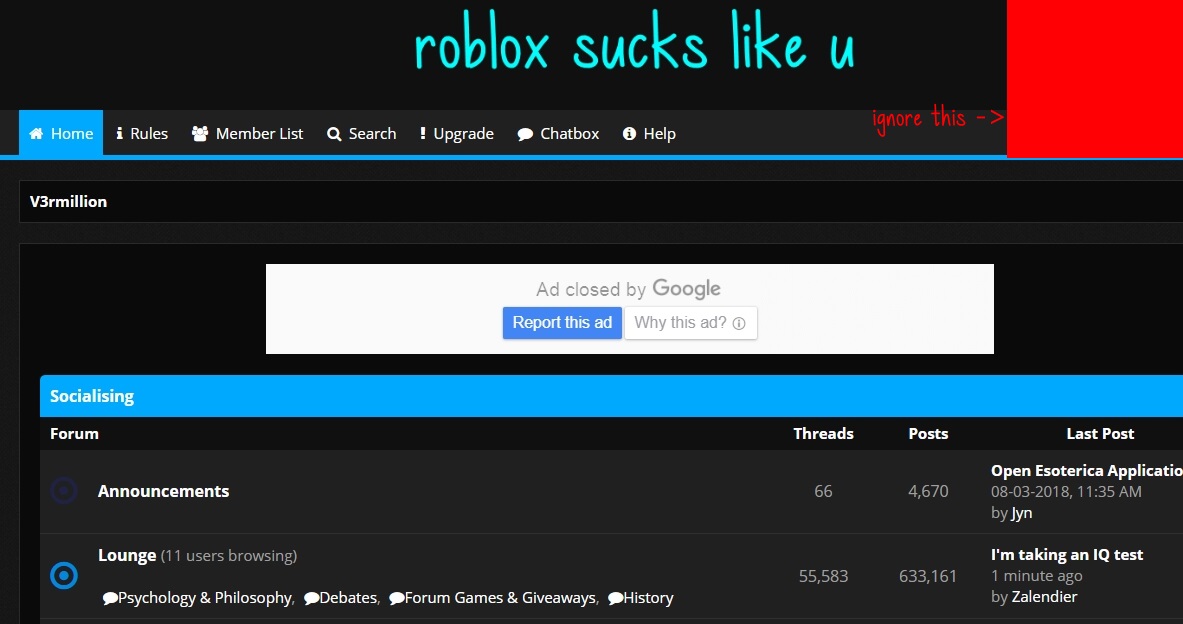 roblox sucks like u
ignore this ->
Home Rules Member List Search Upgrade Chatbox Help
V3rmillion
Ad closed by Google
Report this ad Why this ad?
Socialising
Forum Threads Posts Last Post
Open Esoterica Applicatio
Announcements 66 4,670 08-03-2018, 11:35 AM
by Jyn
Lounge (11 users browsing) I'm taking an IQ test
55,583 633,161 1 minute ago
Psychology & Philosophy, Debates, Forum Games & Giveaways, History by Zalendier